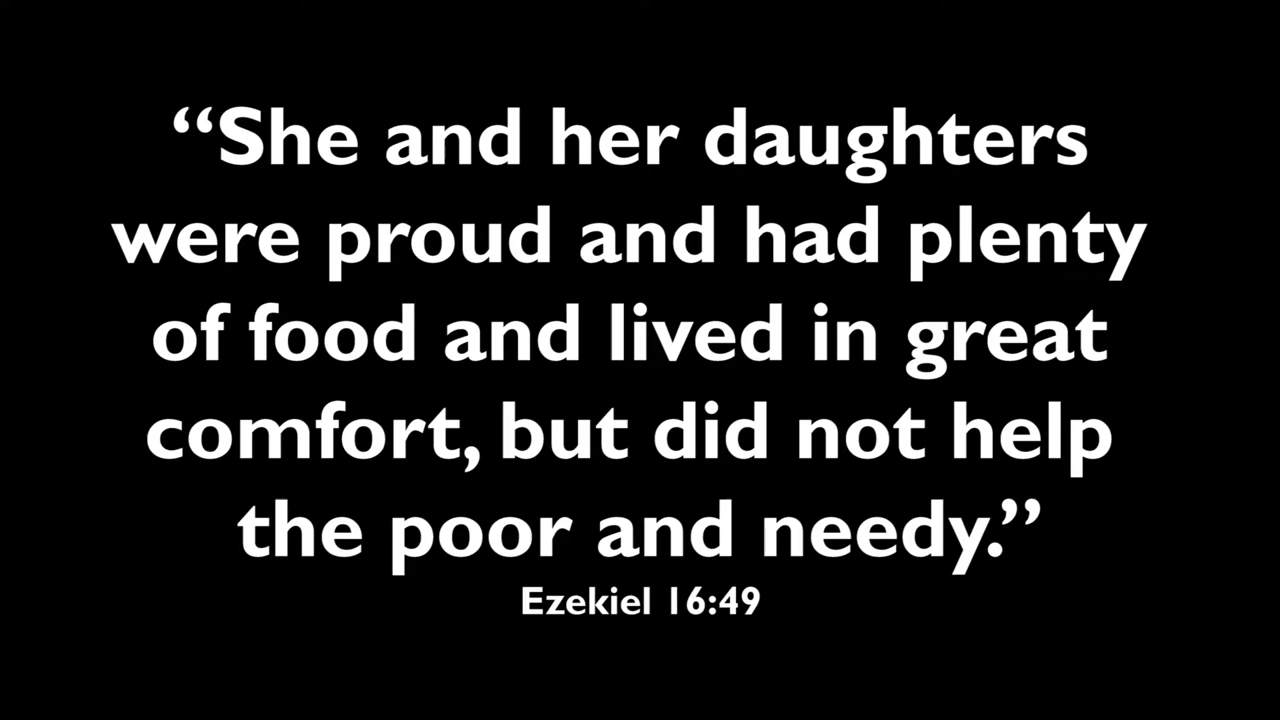 “She and her daughters
were proud and had plenty
of food and lived in great
comfort, but did not help
the poor and needy.”
Ezekiel 16:49